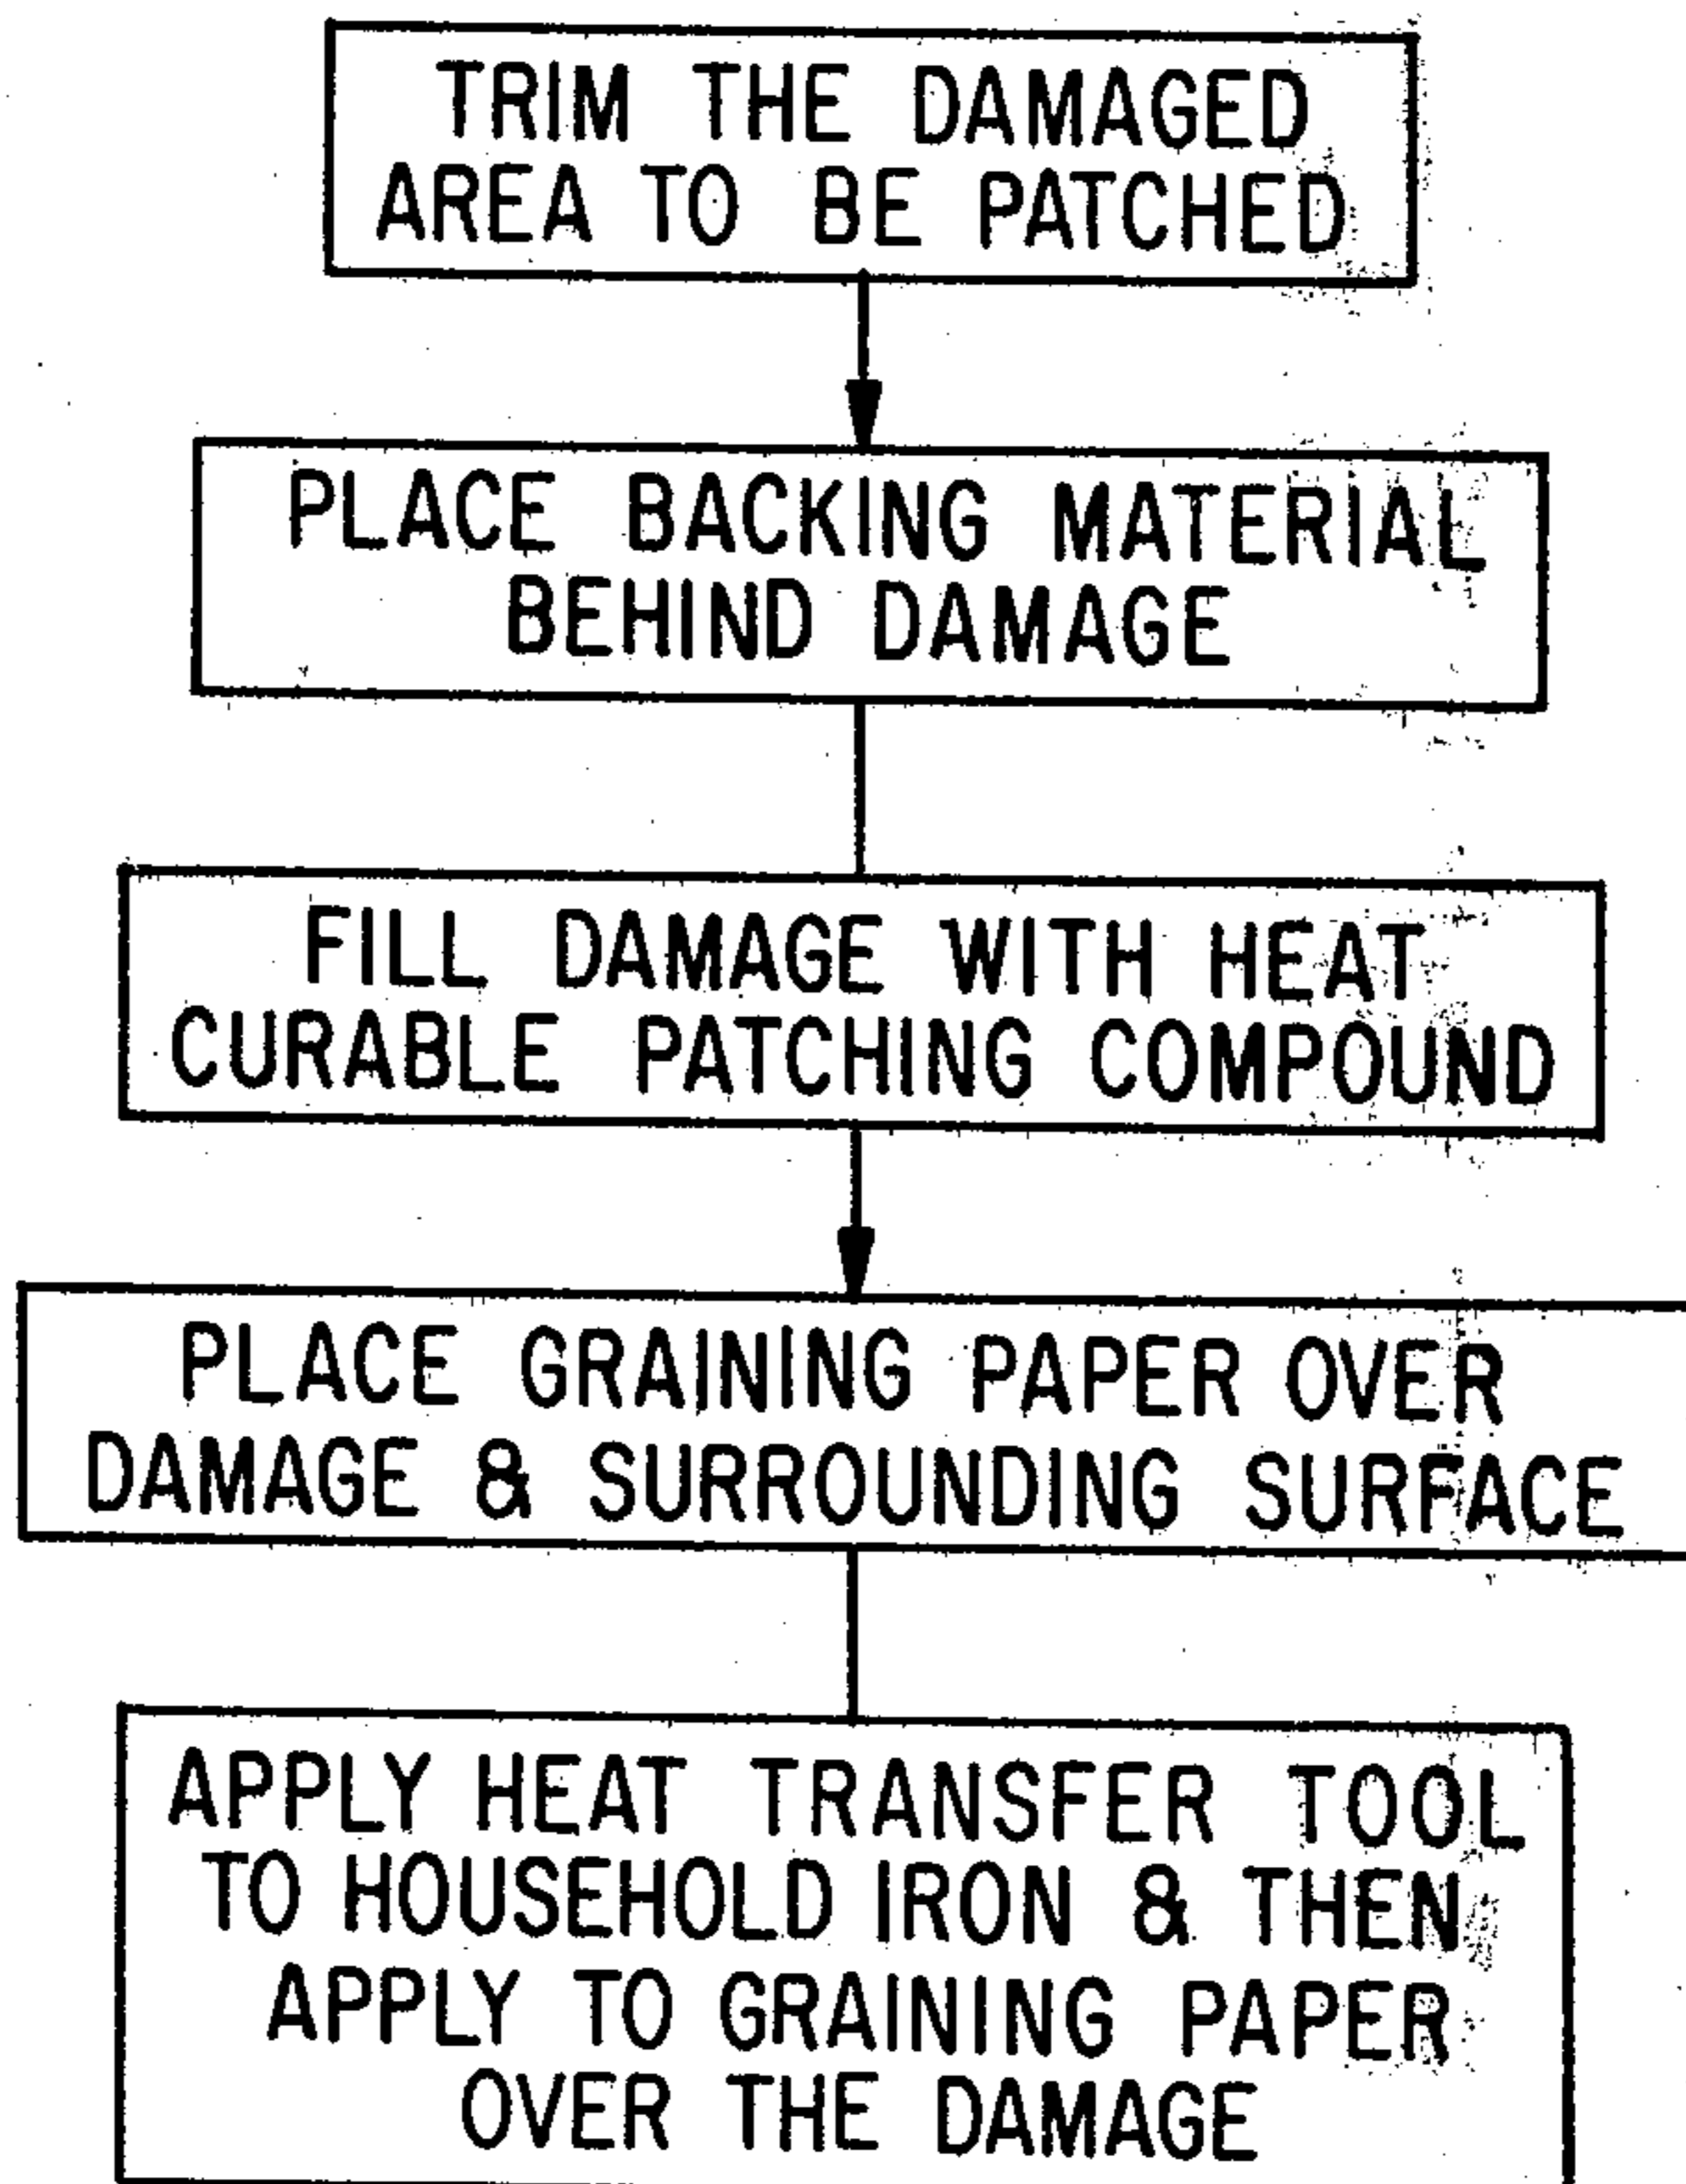 TRIM THE DAMAGED
AREA TO BE PATCHED
PLACE BACKING MATERIAL
BEHIND DAMAGE
FILL DAMAGE WITH HEAT
CURABLE PATCHING COMPOUND
PLACE GRAINING PAPER OVER
DAMAGE & SURROUNDING SURFACE
APPLY HEAT TRANSFER TOOL
TO HOUSEHOLD IRON & THEN
APPLY TO GRAINING PAPER
OVER THE DAMAGE